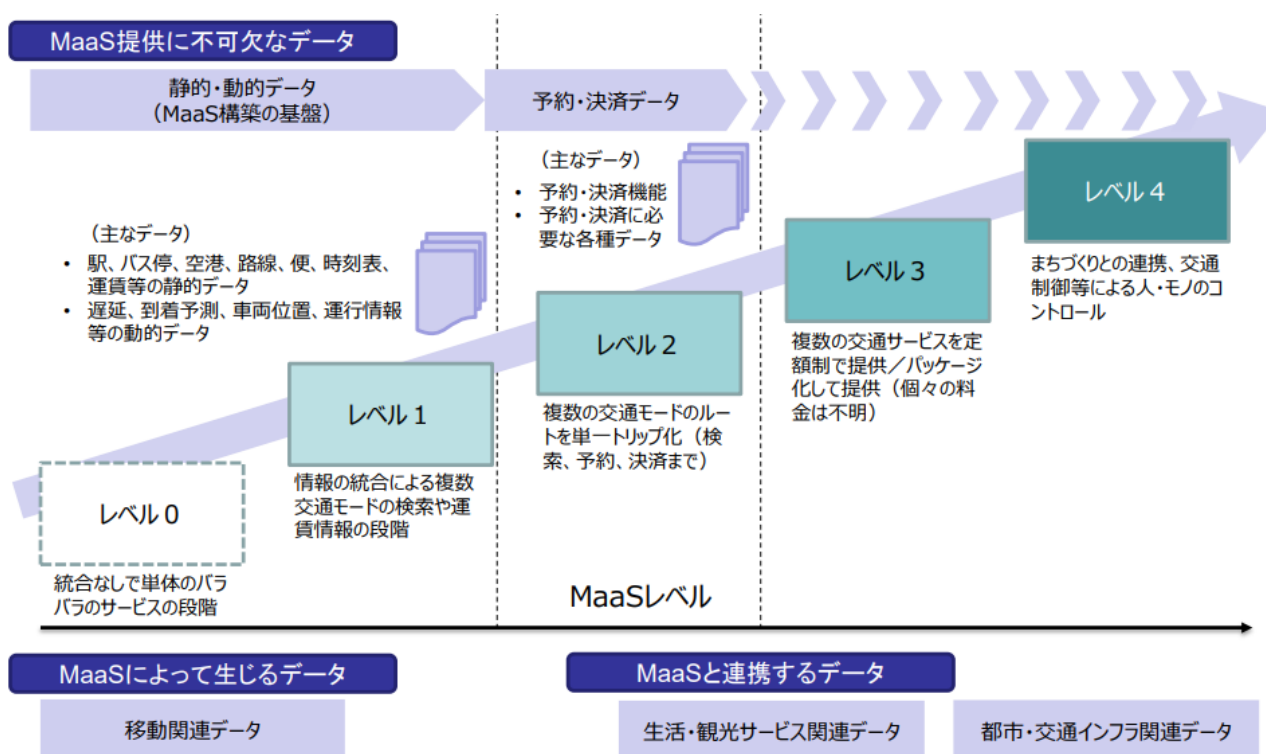 MaaS提供に不可欠なデータ
静的・動的データ
(MaaS構築の基盤)
予約・決済データ
(主なデータ)
• 駅、バス停、空港、路線、便、時刻表、
運賃等の静的データ
• 遅延、到着予測、車両位置、運行情報
等の動的データ
(主なデータ)
• 予約・決済機能
• 予約・決済に必
要な各種データ
レベル0
統合なしで単体のバラ
バラのサービスの段階
レベル1
情報の統合による複数
交通モードの検索や運
賃情報の段階
レベル2
複数の交通モードのルー
トを単一トリップ化（検
索、予約、決済まで）
レベル3
複数の交通サービスを定
額制で提供／パッケージ
化して提供（個々の料
金は不明）
レベル4
まちづくりとの連携、交通
制御等による人・モノのコ
ントロール
MaaSレベル
MaaSによって生じるデータ
移動関連データ
MaaSと連携するデータ
生活・観光サービス関連データ
都市・交通インフラ関連データ